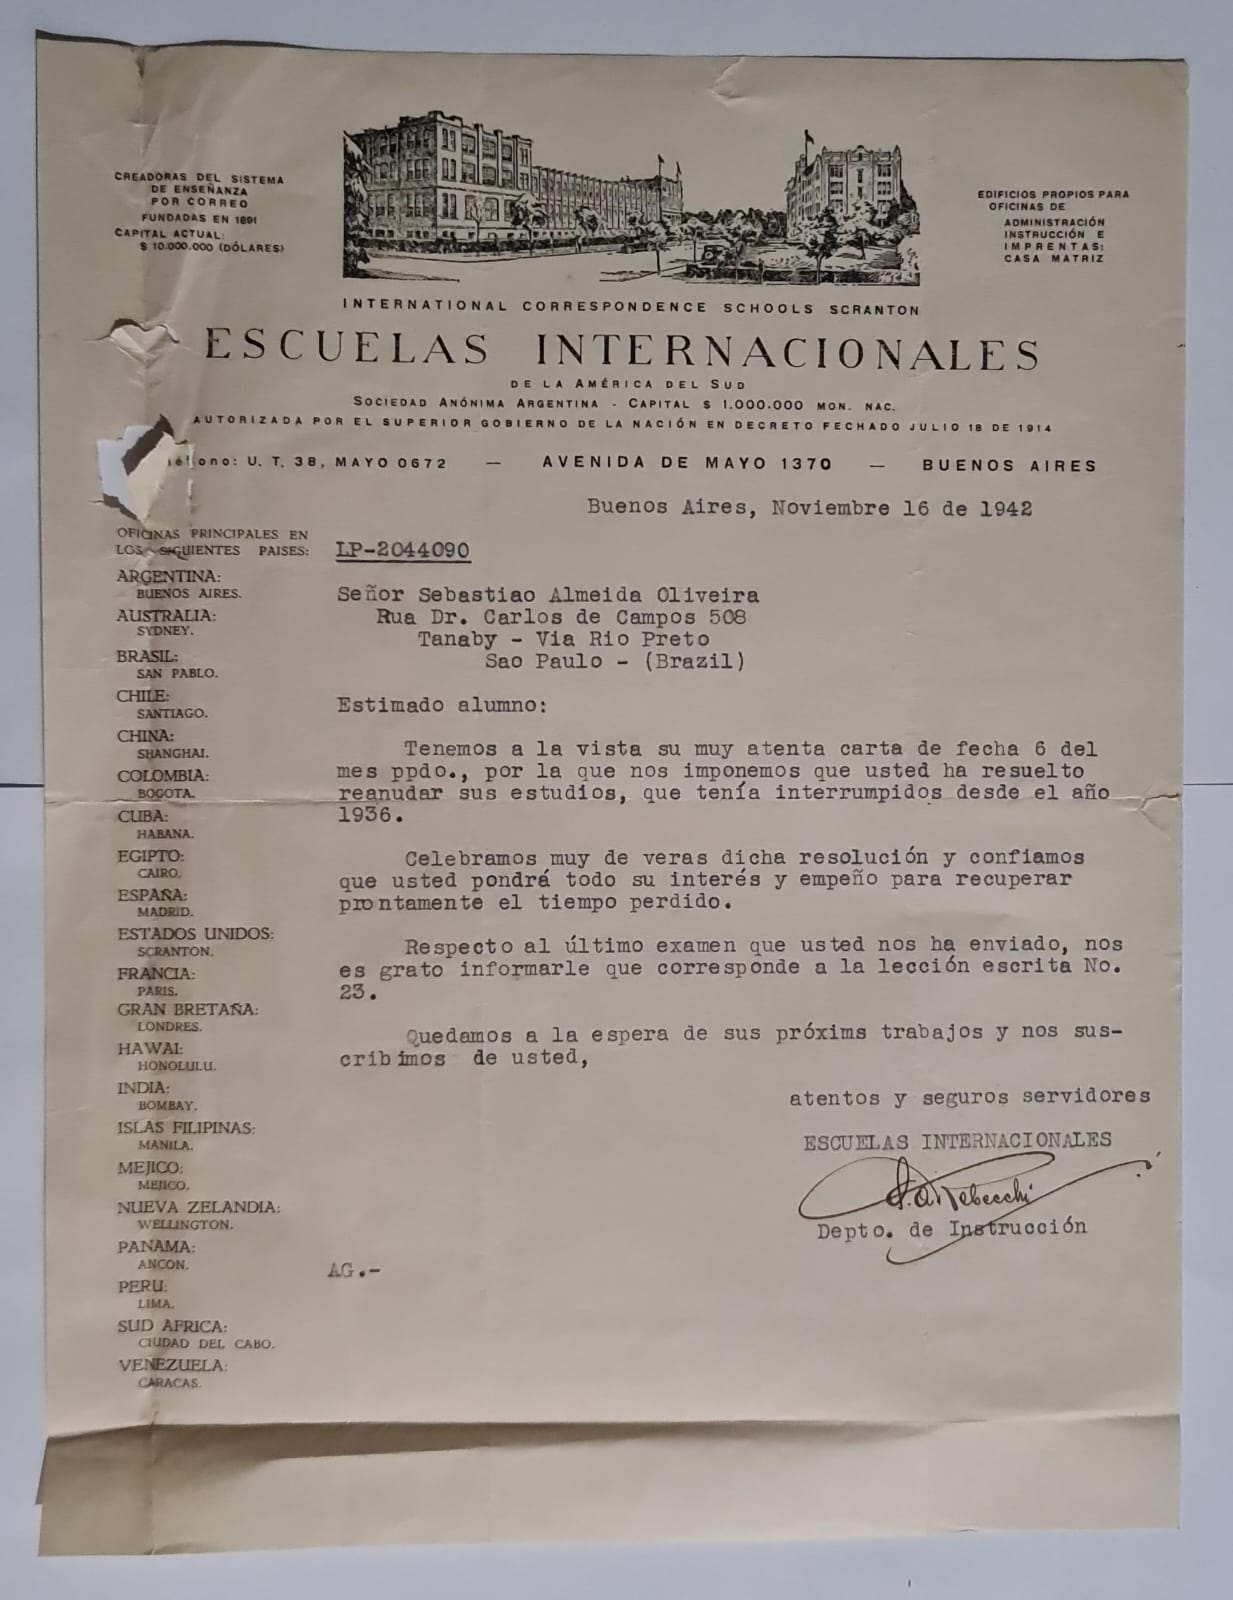 CREADORAS DEL SISTEMA
DE ENSEÑANZA
POR CORREO
FUNDADAS EN 1891
CAPITAL ACTUAL:
$ 10.000.000 (DÓLARES)
EDIFICIOS PROPIOS PARA
OFICINAS DE
ADMINISTRACIÓN
INSTRUCCIÓN E
IMPRENTAS:
CASA MATRIZ
INTERNATIONAL CORRESPONDENCE SCHOOLS SCRANTON
ESCUELAS INTERNACIONALES
DE LA AMÉRICA DEL SUD
SOCIEDAD ANÓNIMA ARGENTINA - CAPITAL $ 1.000.000 MON. NAC.
AUTORIZADA POR EL SUPERIOR GOBIERNO DE LA NACIÓN EN DECRETO FECHADO JULIO 18 DE 1914
léfono: U. T. 38, MAYO 0672 — AVENIDA DE MAYO 1370 — BUENOS AIRES
Buenos Aires, Noviembre 16 de 1942
OFICINAS PRINCIPALES EN
LOS SIGUIENTES PAISES:
ARGENTINA:
BUENOS AIRES.
AUSTRALIA:
SYDNEY.
BRASIL:
SAN PABLO.
CHILE:
SANTIAGO.
CHINA:
SHANGHAI.
COLOMBIA:
BOGOTA.
CUBA:
HABANA.
EGIPTO:
CAIRO.
ESPAÑA:
MADRID.
ESTADOS UNIDOS:
SCRANTON.
FRANCIA:
PARIS.
GRAN BRETAÑA:
LONDRES.
HAWAI:
HONOLULU.
INDIA:
BOMBAY.
ISLAS FILIPINAS:
MANILA.
MEJICO:
MEJICO.
NUEVA ZELANDIA:
WELLINGTON.
PANAMA:
ANCON.
PERU:
LIMA.
SUD AFRICA:
CIUDAD DEL CABO.
VENEZUELA:
CARACAS.
LP-2044090
Señor Sebastiao Almeida Oliveira
Rua Dr. Carlos de Campos 508
Tanaby - Via Rio Preto
Sao Paulo - (Brazil)
Estimado alumno:
Tenemos a la vista su muy atenta carta de fecha 6 del
mes ppdo., por la que nos imponemos que usted ha resuelto
reanudar sus estudios, que tenía interrumpidos desde el año
1936.
Celebramos muy de veras dicha resolución y confiamos
que usted pondrá todo su interés y empeño para recuperar
prontamente el tiempo perdido.
Respecto al último examen que usted nos ha enviado, nos
es grato informarle que corresponde a la lección escrita No.
23.
Quedamos a la espera de sus próxims trabajos y nos sus-
cribimos de usted,
atentos y seguros servidores
ESCUELAS INTERNACIONALES
Rebecchi
Depto. de Instrucción
AG.-